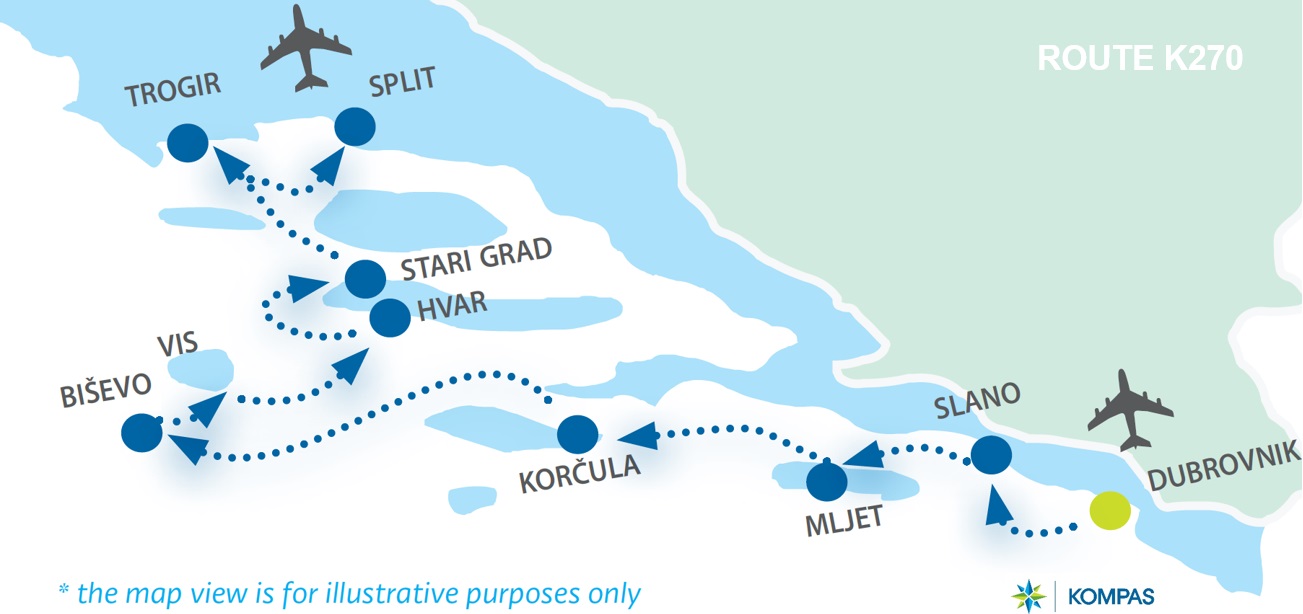 ROUTE K270
TROGIR
SPLIT
STARI GRAD
HVAR
VIS
BIŠEVO
KORČULA
MLJET
SLANO
DUBROVNIK
* the map view is for illustrative purposes only
KOMPAS